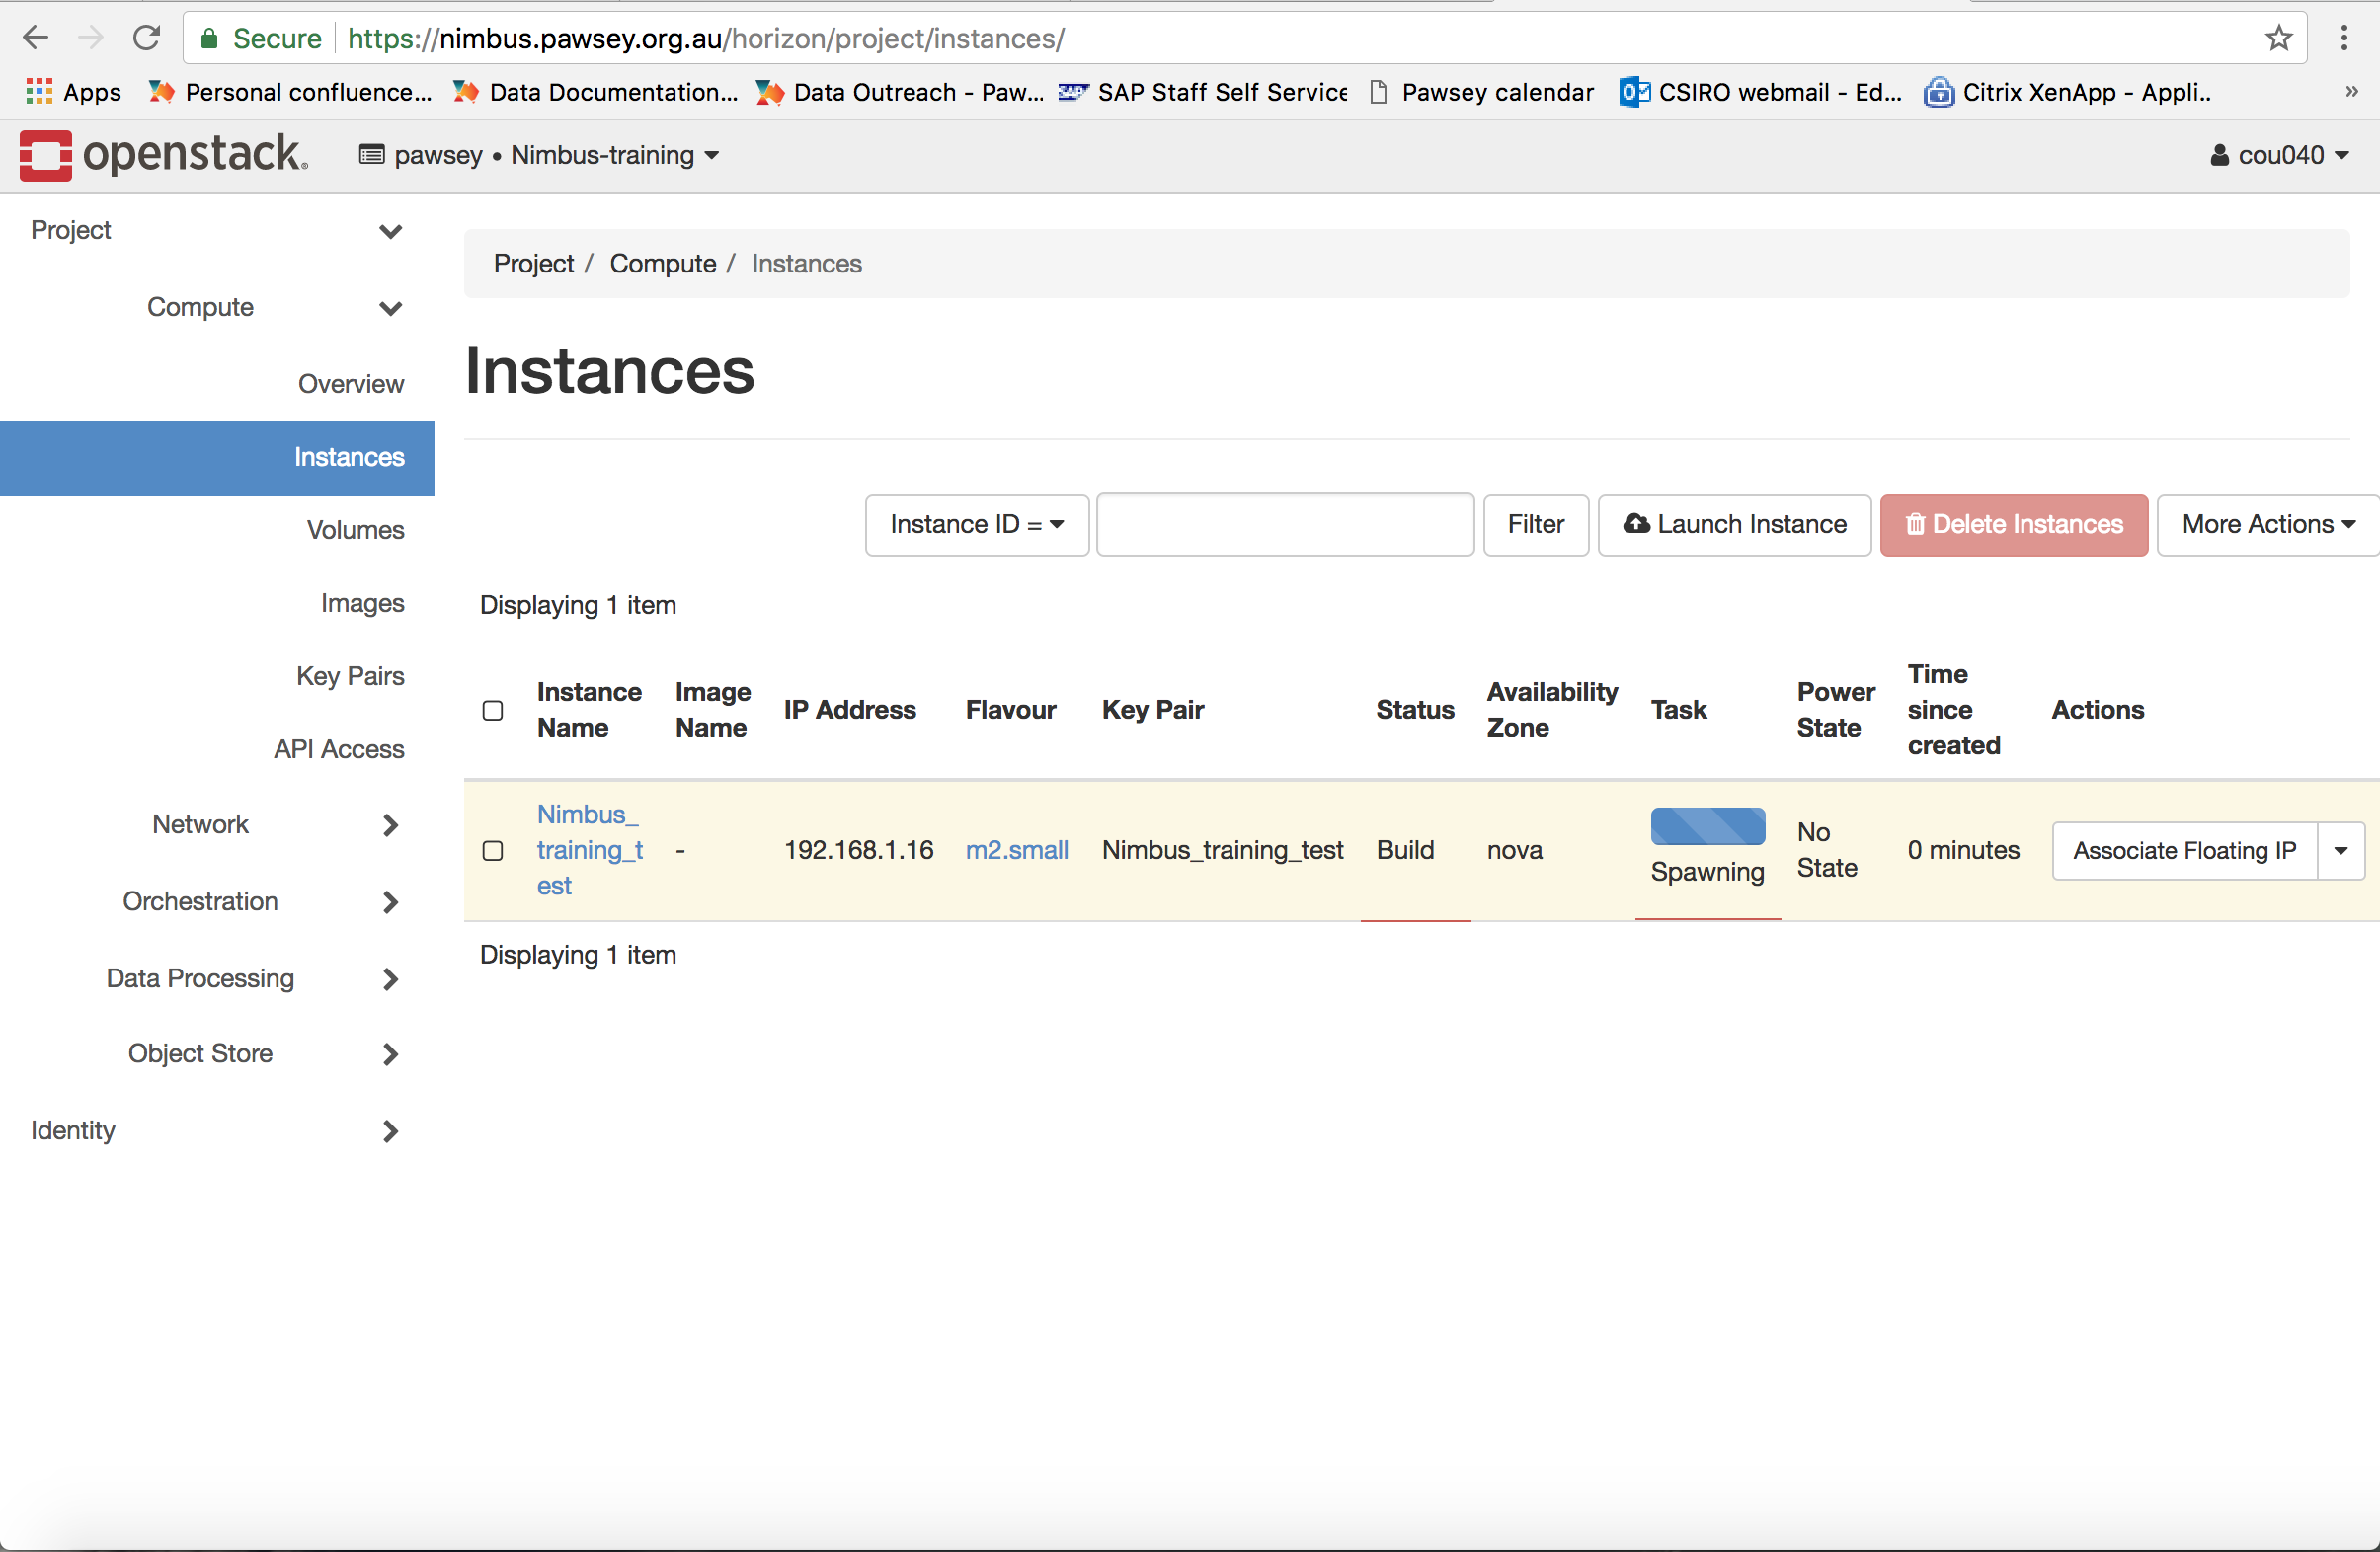 Secure https://nimbus.pawsey.org.au/horizon/project/instances/
Apps Personal confluence... Data Documentation... Data Outreach - Paw... SAP Staff Self Service Pawsey calendar CSIRO webmail - Ed... Citrix XenApp - Appli.. »
openstack. pawsey • Nimbus-training cou040
Project
Compute
Overview
Instances
Volumes
Images
Key Pairs
API Access
Network
Orchestration
Data Processing
Object Store
Identity
Project / Compute / Instances
Instances
Instance ID = Filter Launch Instance Delete Instances More Actions
Displaying 1 item
Instance Name Image Name IP Address Flavour Key Pair Status Availability Zone Task Power State Time since created Actions
Nimbus_training_test - 192.168.1.16 m2.small Nimbus_training_test Build nova Spawning No State 0 minutes Associate Floating IP
Displaying 1 item